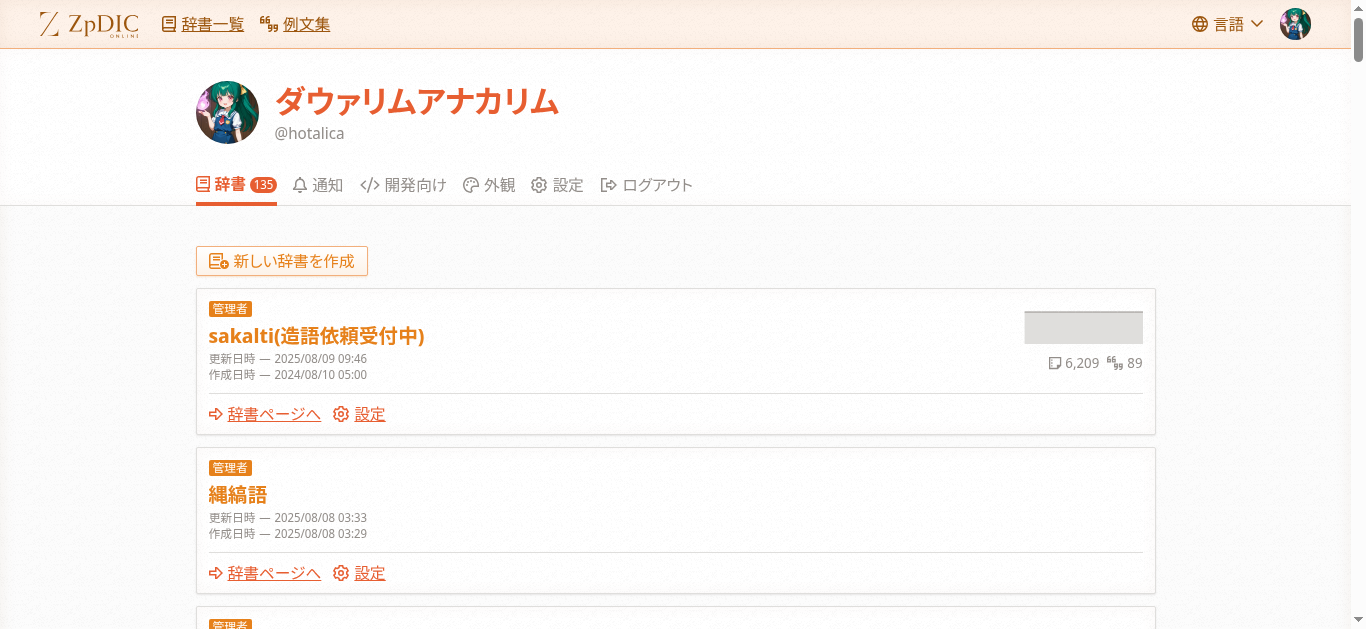 ZpDIC ONLINE 辞書一覧 例文集 言語
ダヴァリムアナカリム
@hotalica
辞書 135 通知 開発向け 外観 設定 ログアウト
新しい辞書を作成
管理者
sakalti(造語依頼受付中)
更新日時 — 2025/08/09 09:46
作成日時 — 2024/08/10 05:00
6,209 89
辞書ページへ 設定
管理者
縄縞語
更新日時 — 2025/08/08 03:33
作成日時 — 2025/08/08 03:29
辞書ページへ 設定
管理者